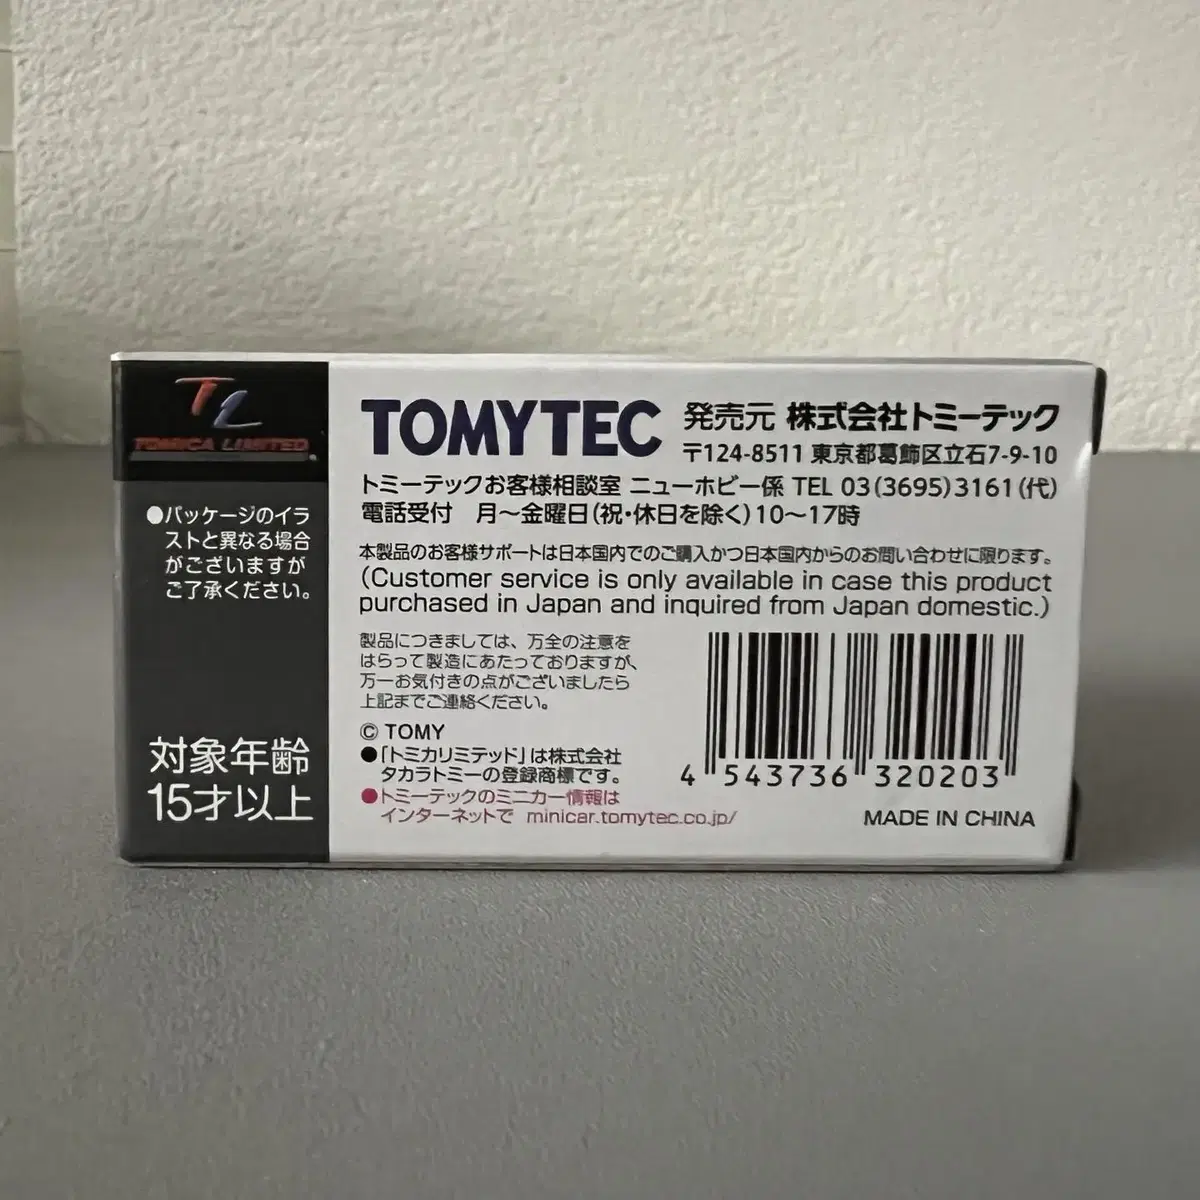 TL
TOMICA LIMITED
●パッケージのイラ
ストと異なる場合
がございますが
ご了承ください。
対象年齢
15才以上
TOMYTEC 発売元 株式会社トミーテック
〒124-8511 東京都葛飾区立石7-9-10
トミーテックお客様相談室 ニューホビー係 TEL 03(3695)3161(代)
電話受付 月〜金曜日(祝・休日を除く)10〜17時
本製品のお客様サポートは日本国内でのご購入かつ日本国内からのお問い合わせに限ります。
(Customer service is only available in case this product
purchased in Japan and inquired from Japan domestic.)
製品につきましては、万全の注意を
はらって製造にあたっておりますが、
万一お気付きの点がございましたら
上記までご連絡ください。
© TOMY
●「トミカリミテッド」は株式会社
タカラトミーの登録商標です。
●トミーテックのミニカー情報は
インターネットで minicar.tomytec.co.jp/
4 543736 320203
MADE IN CHINA